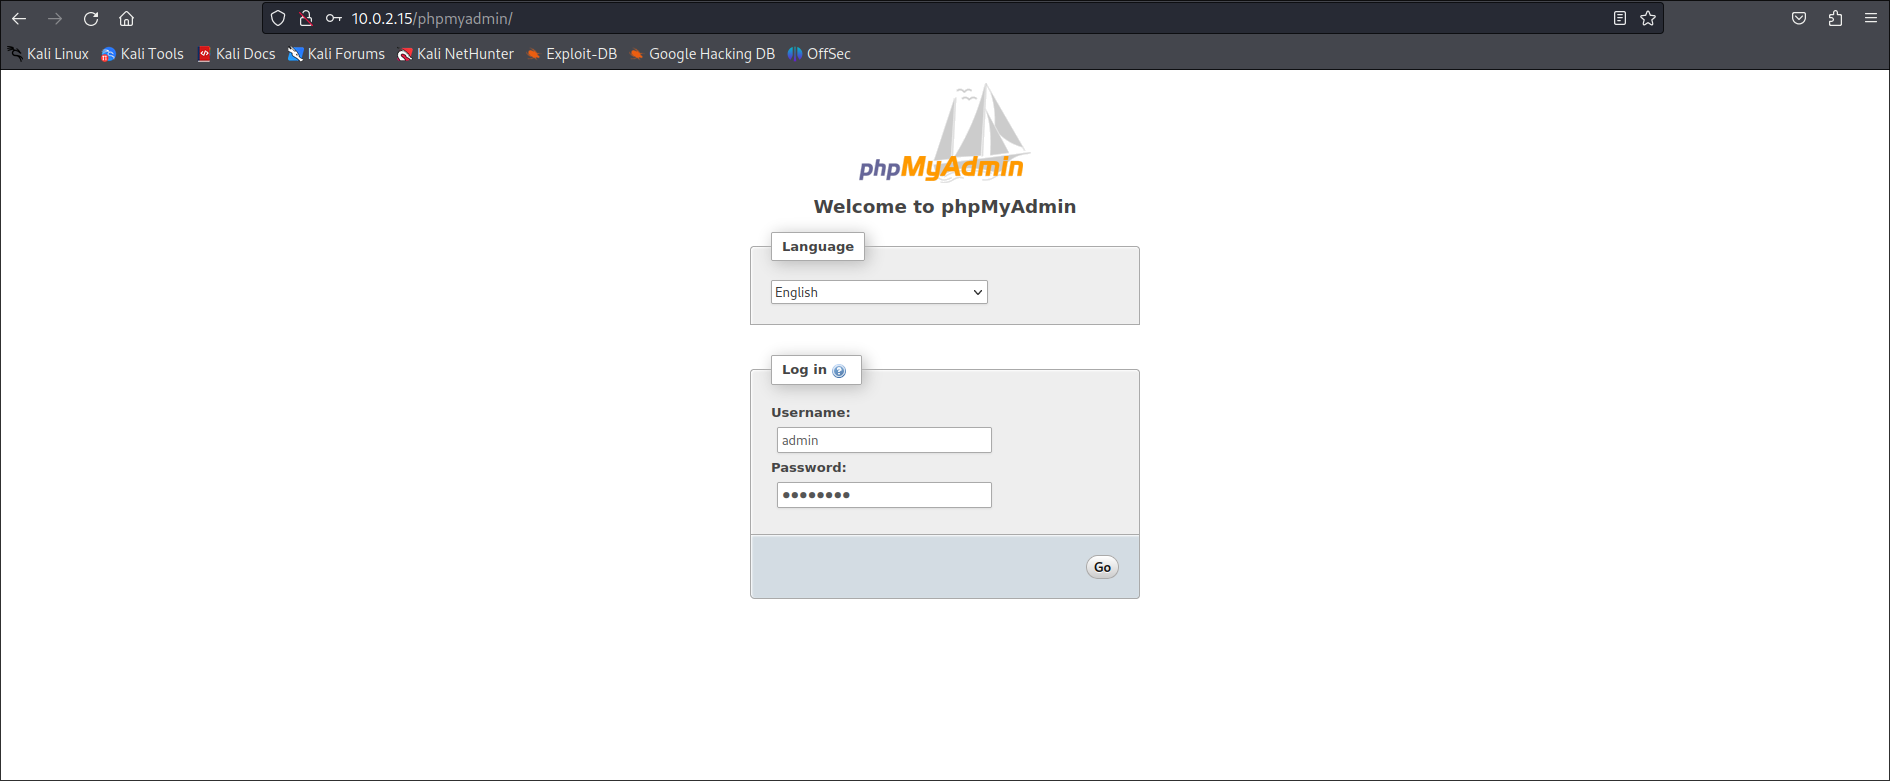 10.0.2.15/phpmyadmin/
Kali Linux Kali Tools Kali Docs Kali Forums Kali NetHunter Exploit-DB Google Hacking DB OffSec
phpMyAdmin
Welcome to phpMyAdmin
Language
English
Log in
Username:
admin
Password:
••••••••
Go